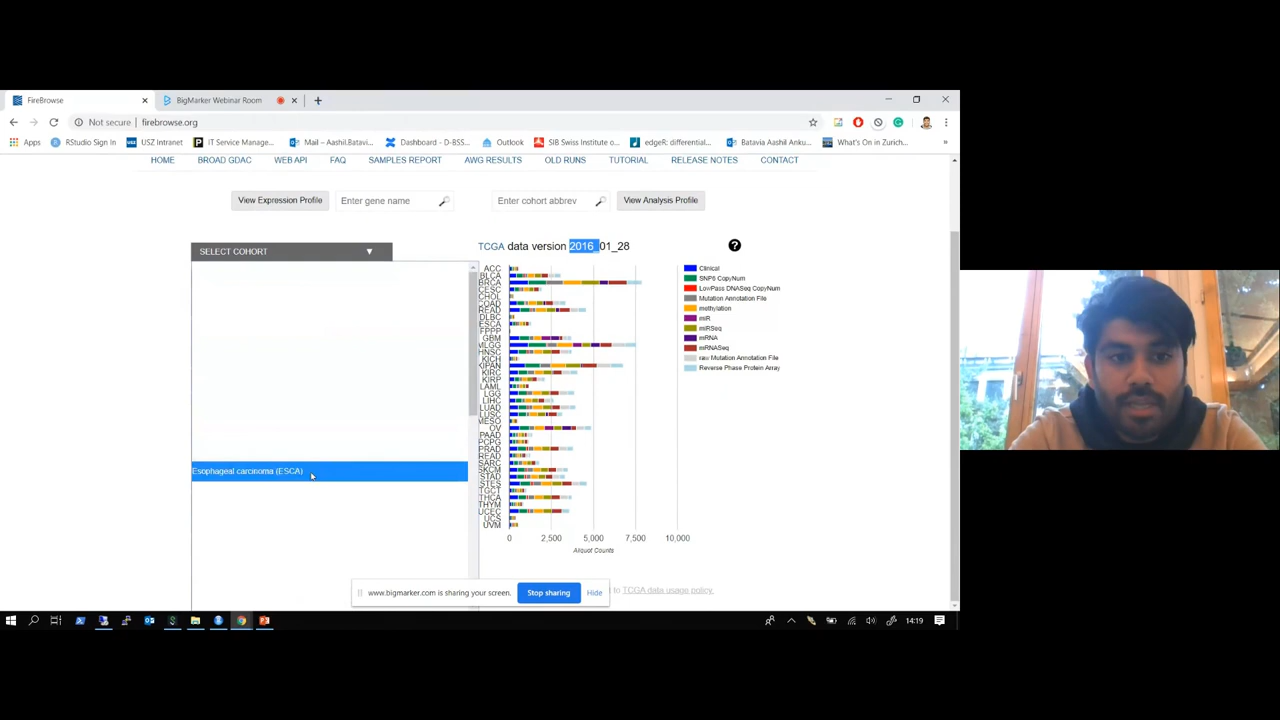 FireBrowse
BigMarker Webinar Room
Not secure
firebrowse.org
Apps
RStudio Sign In
USZ Intranet
iT Service Manage...
Mail – Aashil.Batavi...
Dashboard - D-BSS...
Outlook
SIB Swiss Institute o...
edgeR: differential...
Batavia Aashil Anku...
What's On in Zurich...
HOME
BROAD GDAC
WEB API
FAQ
SAMPLES REPORT
AWG RESULTS
OLD RUNS
TUTORIAL
RELEASE NOTES
CONTACT
View Expression Profile
Enter gene name
Enter cohort abbrev
View Analysis Profile
SELECT COHORT
TCGA data version 2016_01_28
?
Esophageal carcinoma (ESCA)
ACC
BLCA
BRCA
CESC
CHOL
COAD
READ
DLBC
ESCA
FPPP
GBM
MLGG
HNSC
KICH
KIPAN
KIRC
KIRP
LAML
LGG
LIHC
LUAD
LUSC
MESO
OV
PAAD
PCPG
PRAD
READ
SARC
SKCM
STAD
STES
TGCT
THCA
THYM
UCEC
UCS
UVM
0
2,500
5,000
7,500
10,000
Aliquot Counts
Clinical
SNP6 CopyNum
LowPass DNASeq CopyNum
Mutation Annotation File
methylation
miR
miRSeq
mRNA
mRNASeq
raw Mutation Annotation File
Reverse Phase Protein Array
to TCGA data usage policy.
www.bigmarker.com is sharing your screen.
Stop sharing
Hide
14:19